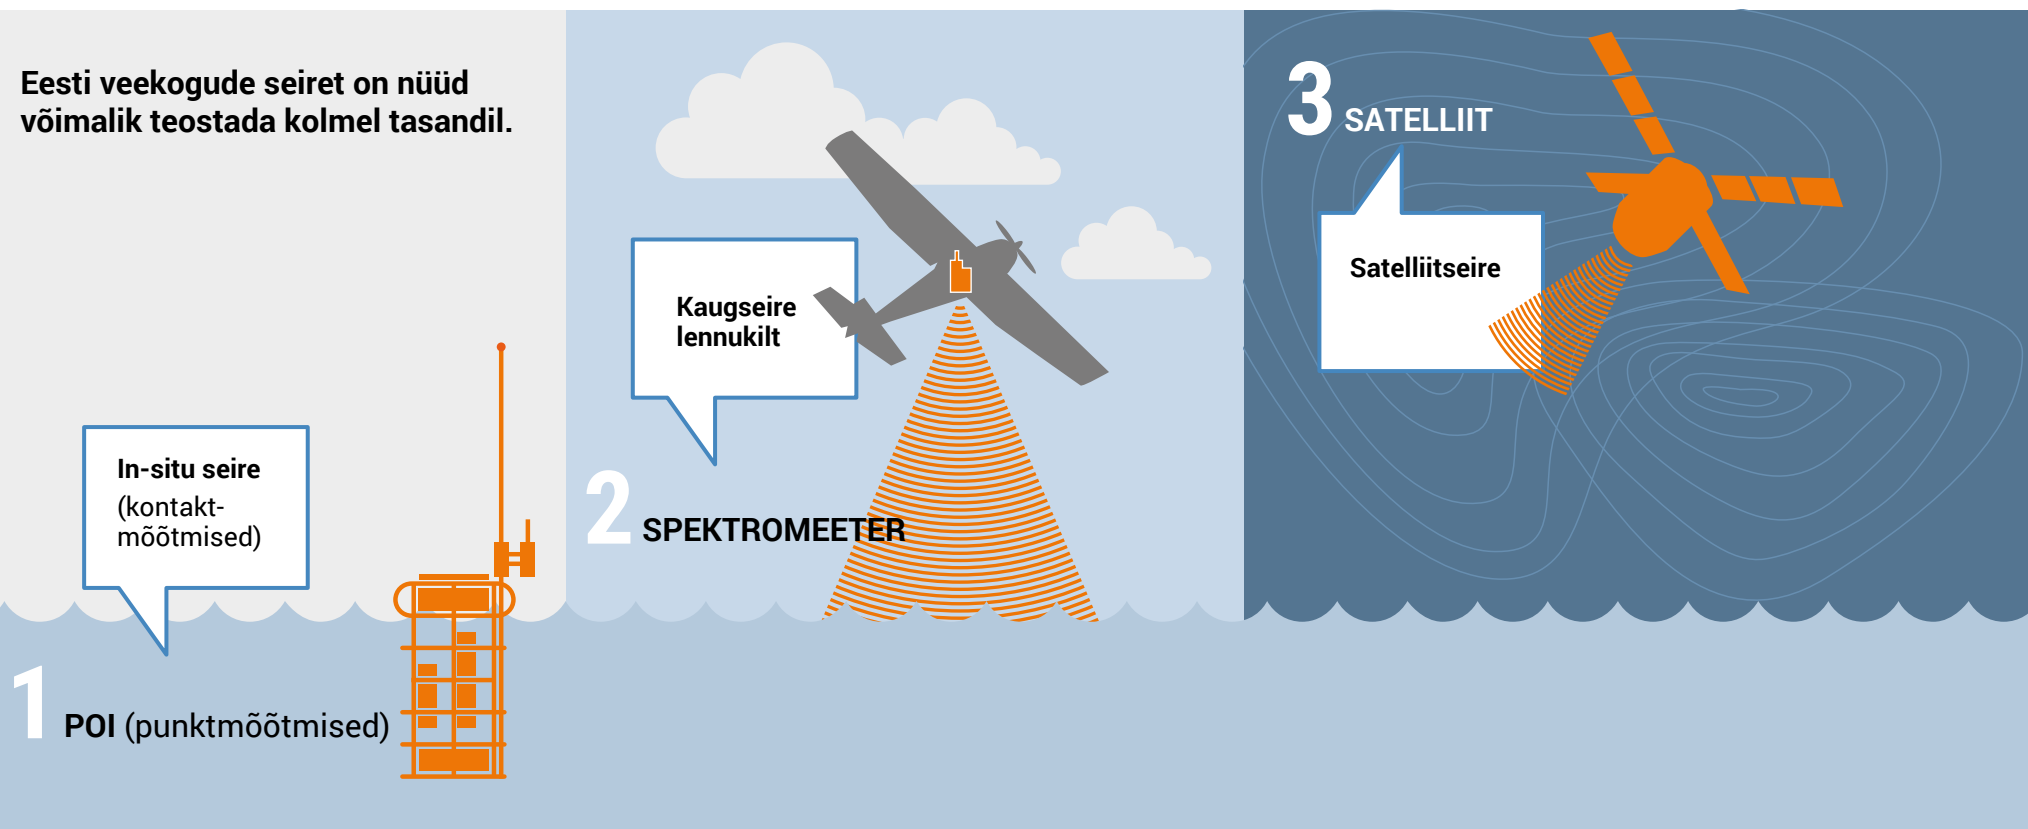 Eesti veekogude seiret on nüüd
võimalik teostada kolmel tasandil.
In-situ seire
(kontakt-
mõõtmised)
1 POI (punktmõõtmised)
Kaugseire
lennukilt
2 SPEKTROMEETER
3 SATELLIIT
Satelliitseire